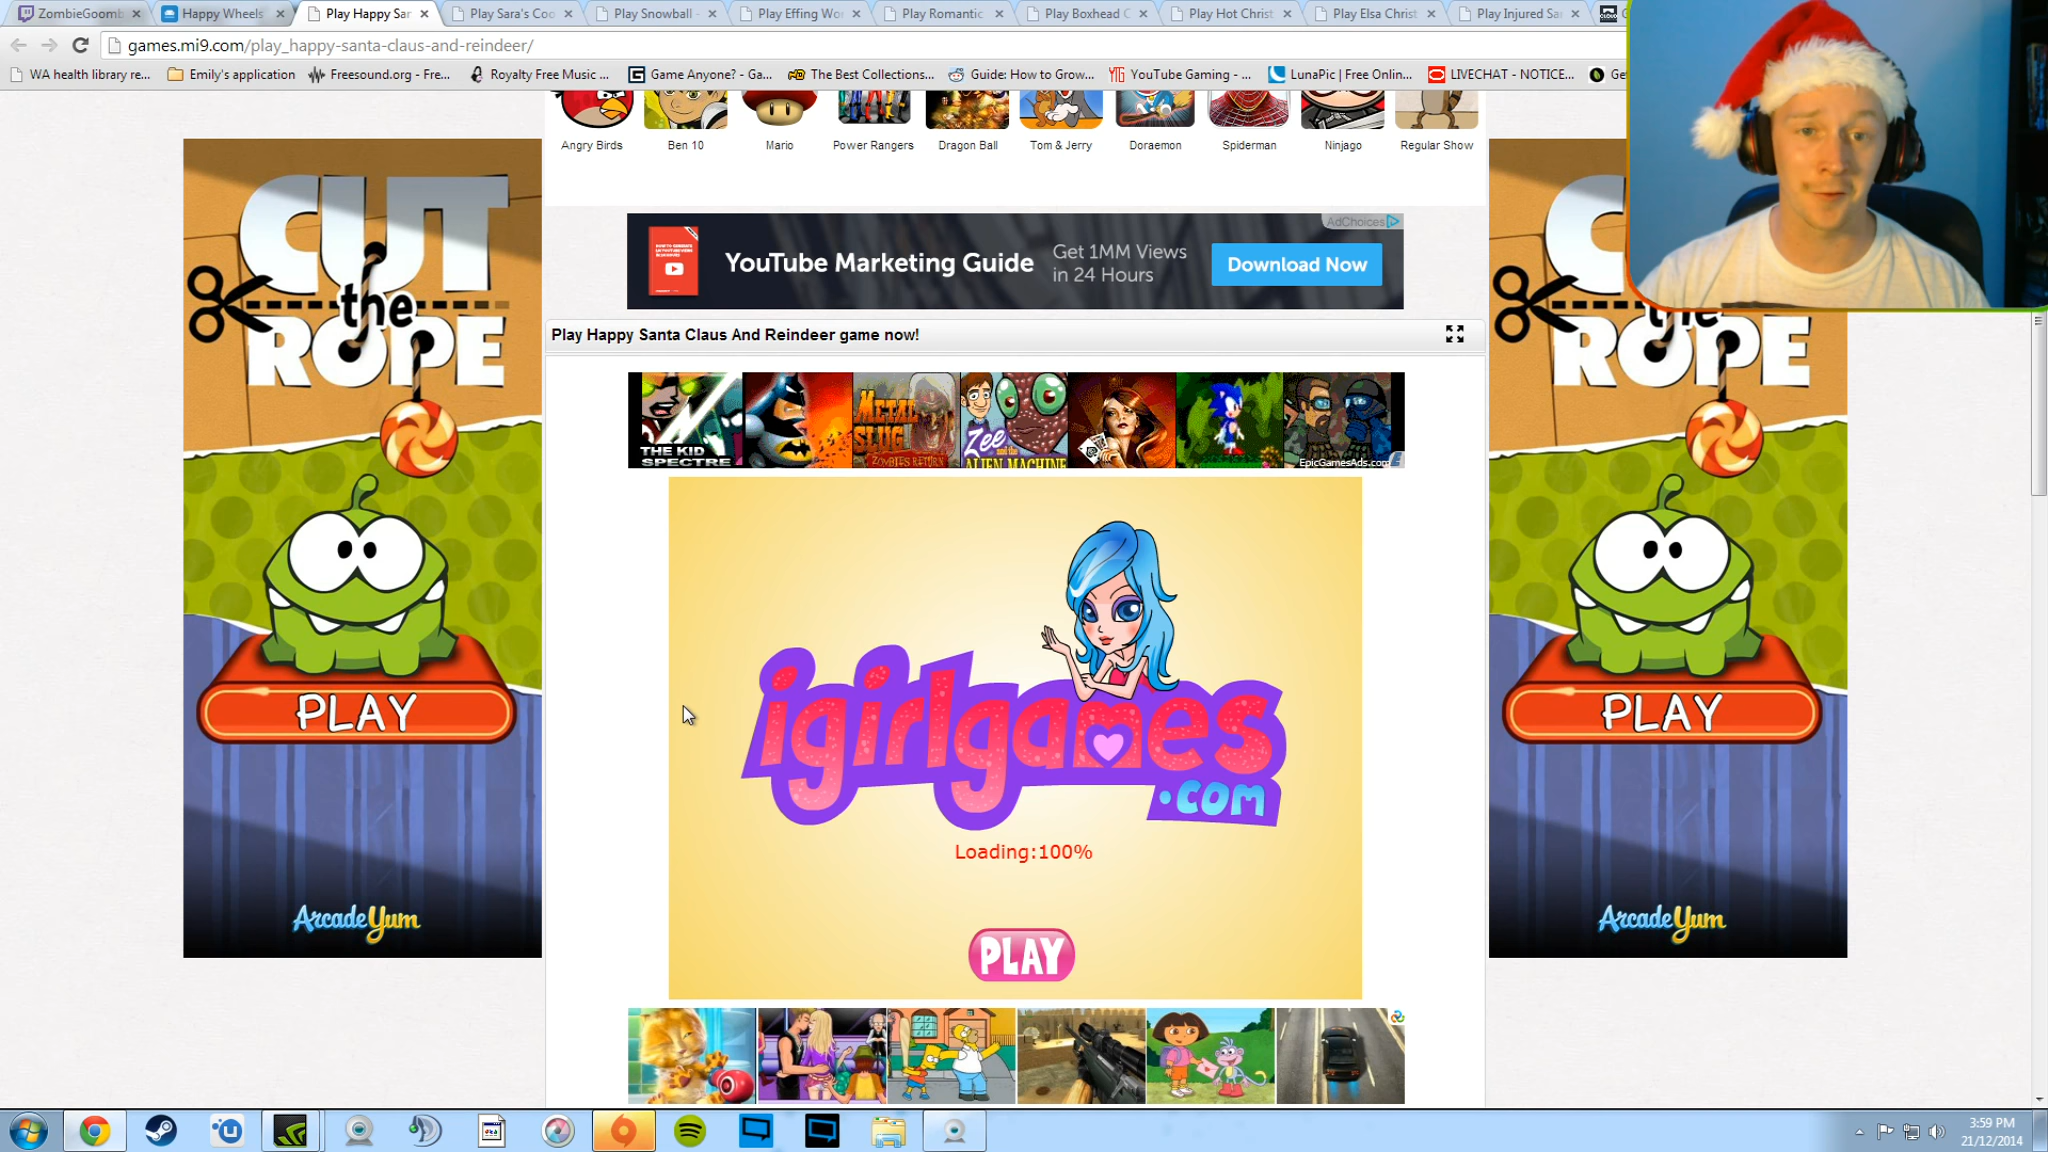 ZombieGoomb
Happy Wheels
Play Happy Sar
Play Sara's Coo
Play Snowball -
Play Effing Wor
Play Romantic
Play Boxhead C
Play Hot Christ
Play Elsa Christ
Play Injured Sa
games.mi9.com/play_happy-santa-claus-and-reindeer/
WA health library re...
Emily's application
Freesound.org - Fre...
Royalty Free Music ...
Game Anyone? - Ga...
The Best Collections...
Guide: How to Grow...
YTG
YouTube Gaming - ...
LunaPic | Free Onlin...
LIVECHAT - NOTICE...
Angry Birds
Ben 10
Mario
Power Rangers
Dragon Ball
Tom & Jerry
Doraemon
Spiderman
Ninjago
Regular Show
CUT
the
ROPE
PLAY
ArcadeYum
YouTube Marketing Guide
Get 1MM Views
in 24 Hours
Download Now
AdChoices
Play Happy Santa Claus And Reindeer game now!
THE KID
SPECTRE
METAL
SLUG
ZOMBIES RETURN
Zee
and the
ALIEN MACHINE
EpicGamesAds.com
igirlgames
.com
Loading:100%
PLAY
the
ROPE
PLAY
ArcadeYum
3:59 PM
21/12/2014